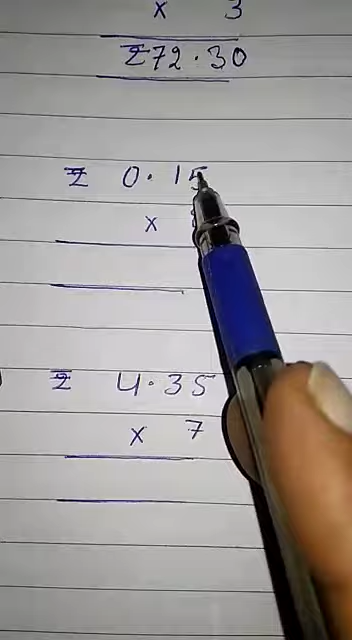 x 3
₹72.30
₹ 0.15
x
₹ 4.35
x 7